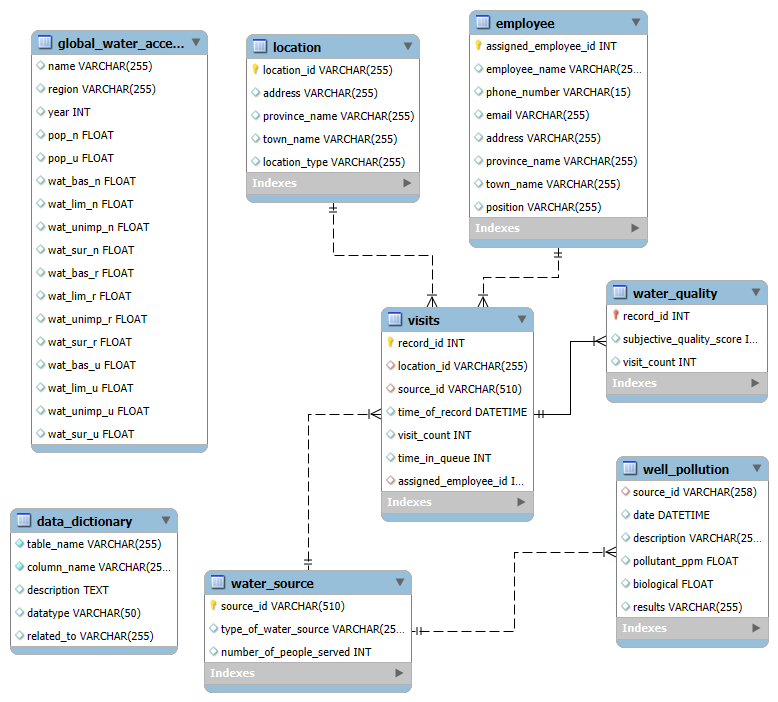 global_water_acce...
name VARCHAR(255)
region VARCHAR(255)
year INT
pop_n FLOAT
pop_u FLOAT
wat_bas_n FLOAT
wat_lim_n FLOAT
wat_unimp_n FLOAT
wat_sur_n FLOAT
wat_bas_r FLOAT
wat_lim_r FLOAT
wat_unimp_r FLOAT
wat_sur_r FLOAT
wat_bas_u FLOAT
wat_lim_u FLOAT
wat_unimp_u FLOAT
wat_sur_u FLOAT
location
location_id VARCHAR(255)
address VARCHAR(255)
province_name VARCHAR(255)
town_name VARCHAR(255)
location_type VARCHAR(255)
Indexes
employee
assigned_employee_id INT
employee_name VARCHAR(25...
phone_number VARCHAR(15)
email VARCHAR(255)
address VARCHAR(255)
province_name VARCHAR(255)
town_name VARCHAR(255)
position VARCHAR(255)
Indexes
visits
record_id INT
location_id VARCHAR(255)
source_id VARCHAR(510)
time_of_record DATETIME
visit_count INT
time_in_queue INT
assigned_employee_id I...
Indexes
water_quality
record_id INT
subjective_quality_score I...
visit_count INT
Indexes
well_pollution
source_id VARCHAR(258)
date DATETIME
description VARCHAR(25...
pollutant_ppm FLOAT
biological FLOAT
results VARCHAR(255)
Indexes
data_dictionary
table_name VARCHAR(255)
column_name VARCHAR(25...
description TEXT
datatype VARCHAR(50)
related_to VARCHAR(255)
water_source
source_id VARCHAR(510)
type_of_water_source VARCHAR(25...
number_of_people_served INT
Indexes